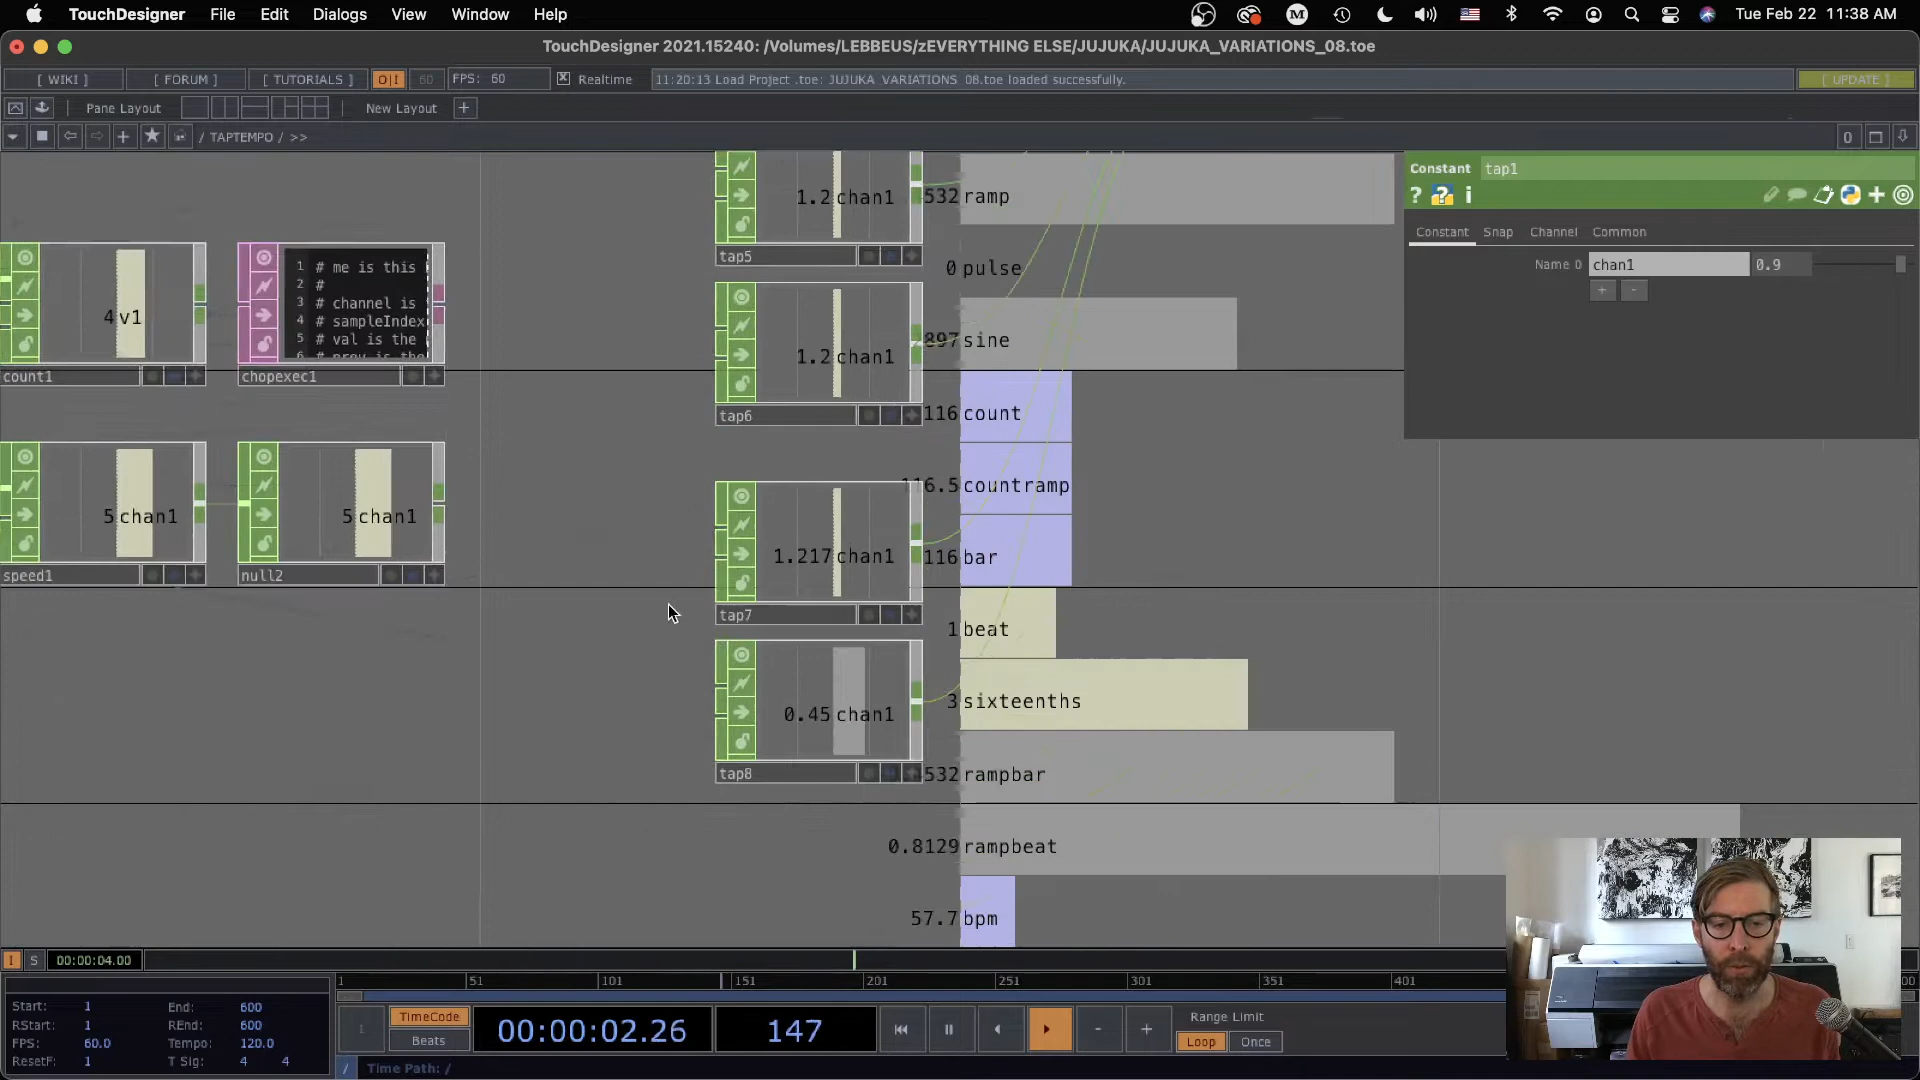 TouchDesigner File Edit Dialogs View Window Help Tue Feb 22 11:38 AM
TouchDesigner 2021.15240: /Volumes/LEBBEUS/zEVERYTHING ELSE/JUJUKA/JUJUKA_VARIATIONS_08.toe
[ WIKI ] [ FORUM ] [ TUTORIALS ] O|I 60 FPS: 60 Realtime 11:20:13 Load Project .toe: JUJUKA_VARIATIONS_08.toe loaded successfully. [ UPDATE ]
Pane Layout New Layout +
/ TAPTEMPO / >> 0
Constant tap1
? i
Constant Snap Channel Common
Name 0 chan1 0.9
+ -
1.2 chan1
tap5
532 ramp
0 pulse
4 v1
count1
1 # me is this
2 #
3 # channel is
4 # sampleIndex
5 # val is the
6 # prev is the
chopexec1
1.2 chan1
tap6
897 sine
116 count
116.5 countramp
5 chan1
speed1
5 chan1
null2
1.217 chan1
tap7
116 bar
1 beat
3 sixteenths
0.45 chan1
tap8
532 rampbar
0.8129 rampbeat
57.7 bpm
I S 00:00:04.00
1 51 101 151 201 251 301 351 401
Start: 1 End: 600
RStart: 1 REnd: 600
FPS: 60.0 Tempo: 120.0
ResetF: 1 T Sig: 4 4
TimeCode
Beats
00:00:02.26 147
- +
Range Limit
Loop Once
/ Time Path: /